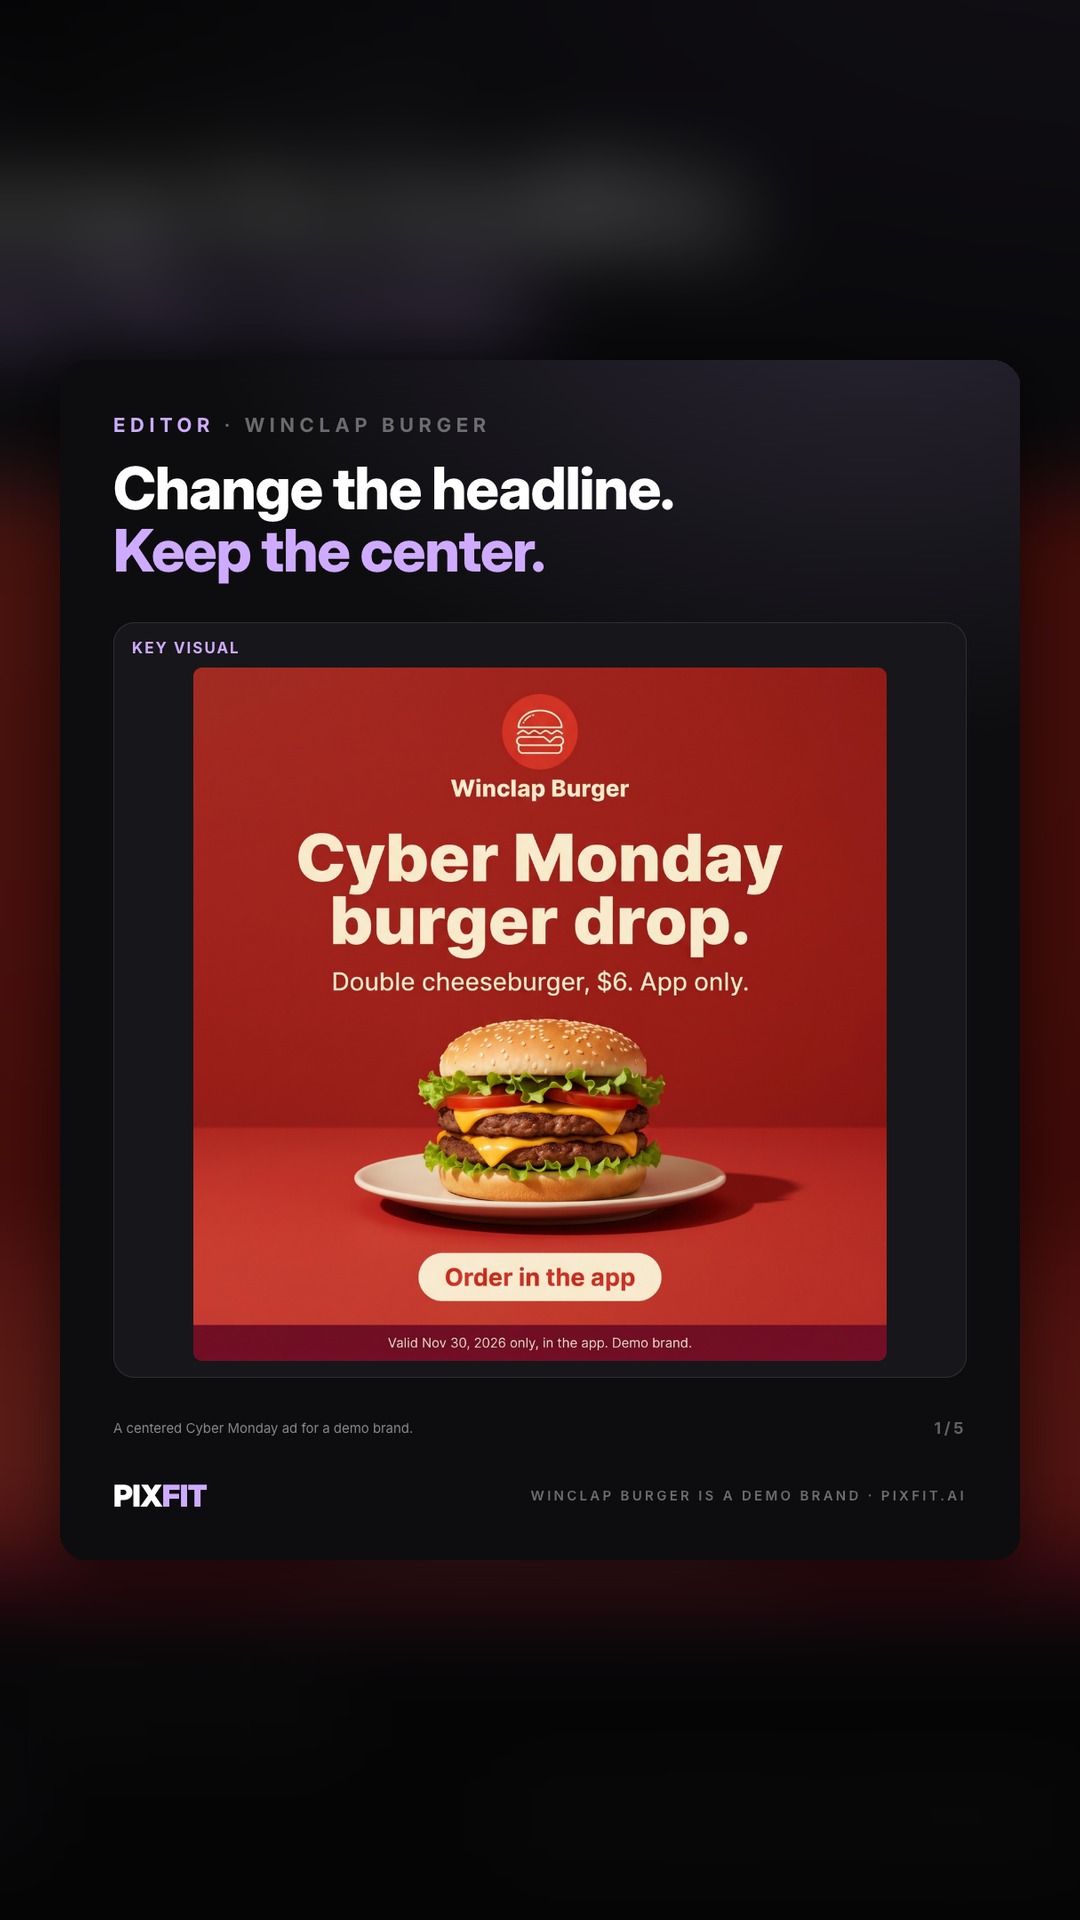 EDITOR · WINCLAP BURGER
Change the headline.
Keep the center.
KEY VISUAL
Winclap Burger
Cyber Monday
burger drop.
Double cheeseburger, $6. App only.
Order in the app
Valid Nov 30, 2026 only, in the app. Demo brand.
A centered Cyber Monday ad for a demo brand.
1/5
PIXFIT
WINCLAP BURGER IS A DEMO BRAND · PIXFIT.AI